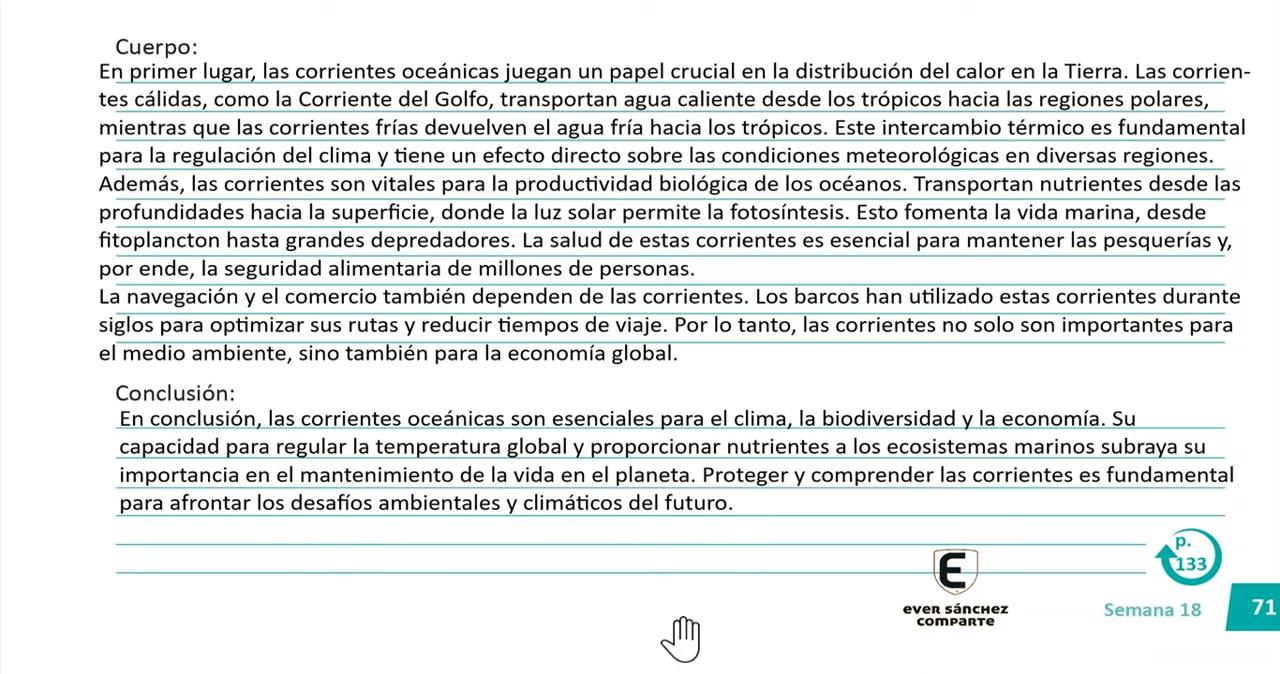 Cuerpo:
En primer lugar, las corrientes oceánicas juegan un papel crucial en la distribución del calor en la Tierra. Las corrien-
tes cálidas, como la Corriente del Golfo, transportan agua caliente desde los trópicos hacia las regiones polares,
mientras que las corrientes frías devuelven el agua fría hacia los trópicos. Este intercambio térmico es fundamental
para la regulación del clima y tiene un efecto directo sobre las condiciones meteorológicas en diversas regiones.
Además, las corrientes son vitales para la productividad biológica de los océanos. Transportan nutrientes desde las
profundidades hacia la superficie, donde la luz solar permite la fotosíntesis. Esto fomenta la vida marina, desde
fitoplancton hasta grandes depredadores. La salud de estas corrientes es esencial para mantener las pesquerías y,
por ende, la seguridad alimentaria de millones de personas.
La navegación y el comercio también dependen de las corrientes. Los barcos han utilizado estas corrientes durante
siglos para optimizar sus rutas y reducir tiempos de viaje. Por lo tanto, las corrientes no solo son importantes para
el medio ambiente, sino también para la economía global.
Conclusión:
En conclusión, las corrientes oceánicas son esenciales para el clima, la biodiversidad y la economía. Su
capacidad para regular la temperatura global y proporcionar nutrientes a los ecosistemas marinos subraya su
importancia en el mantenimiento de la vida en el planeta. Proteger y comprender las corrientes es fundamental
para afrontar los desafíos ambientales y climáticos del futuro.
p.
133
E
ever sánchez
comparte
Semana 18
71